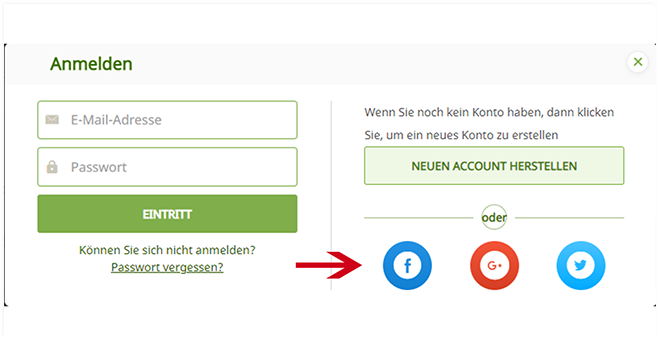 Anmelden
E-Mail-Adresse
Passwort
EINTRITT
Können Sie sich nicht anmelden?
Passwort vergessen?
Wenn Sie noch kein Konto haben, dann klicken
Sie, um ein neues Konto zu erstellen
NEUEN ACCOUNT HERSTELLEN
oder
f
G+